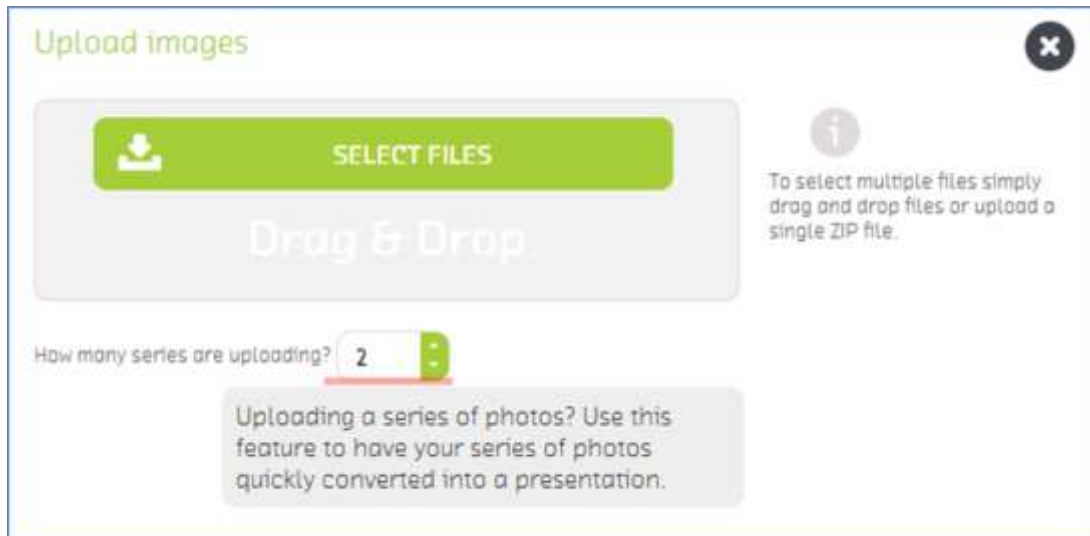 Upload images
SELECT FILES
Drag & Drop
To select multiple files simply
drag and drop files or upload a
single ZIP file.
How many series are uploading? 2
Uploading a series of photos? Use this
feature to have your series of photos
quickly converted into a presentation.